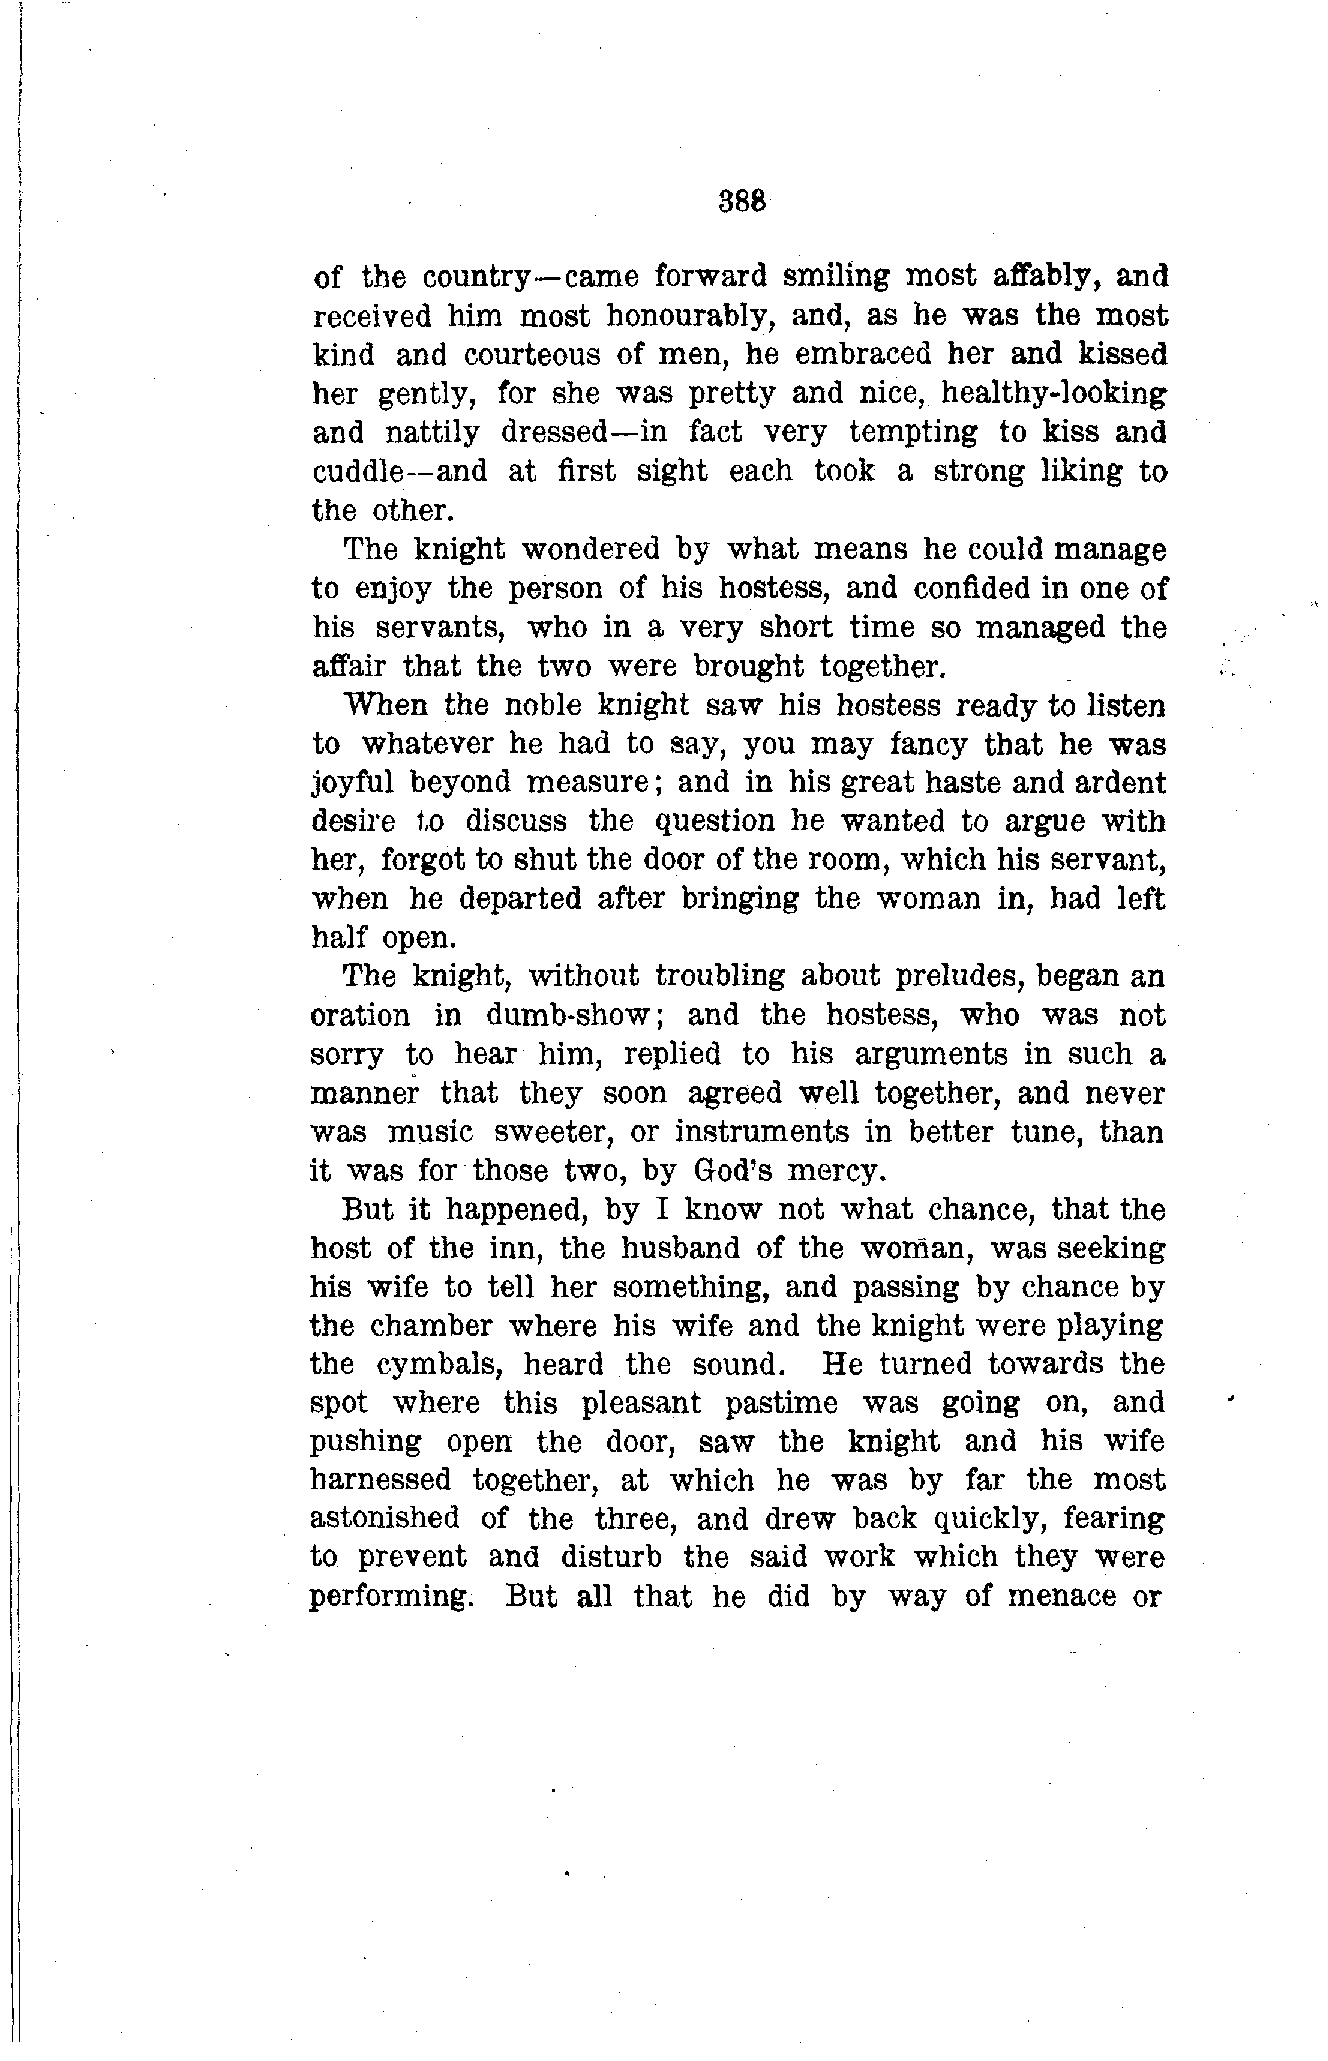 388
of the country—came forward smiling most affably, and
received him most honourably, and, as he was the most
kind and courteous of men, he embraced her and kissed
her gently, for she was pretty and nice, healthy-looking
and nattily dressed—in fact very tempting to kiss and
cuddle—and at first sight each took a strong liking to
the other.
The knight wondered by what means he could manage
to enjoy the person of his hostess, and confided in one of
his servants, who in a very short time so managed the
affair that the two were brought together.
When the noble knight saw his hostess ready to listen
to whatever he had to say, you may fancy that he was
joyful beyond measure; and in his great haste and ardent
desire to discuss the question he wanted to argue with
her, forgot to shut the door of the room, which his servant,
when he departed after bringing the woman in, had left
half open.
The knight, without troubling about preludes, began an
oration in dumb-show; and the hostess, who was not
sorry to hear him, replied to his arguments in such a
manner that they soon agreed well together, and never
was music sweeter, or instruments in better tune, than
it was for those two, by God's mercy.
But it happened, by I know not what chance, that the
host of the inn, the husband of the woman, was seeking
his wife to tell her something, and passing by chance by
the chamber where his wife and the knight were playing
the cymbals, heard the sound. He turned towards the
spot where this pleasant pastime was going on, and
pushing open the door, saw the knight and his wife
harnessed together, at which he was by far the most
astonished of the three, and drew back quickly, fearing
to prevent and disturb the said work which they were
performing. But all that he did by way of menace or